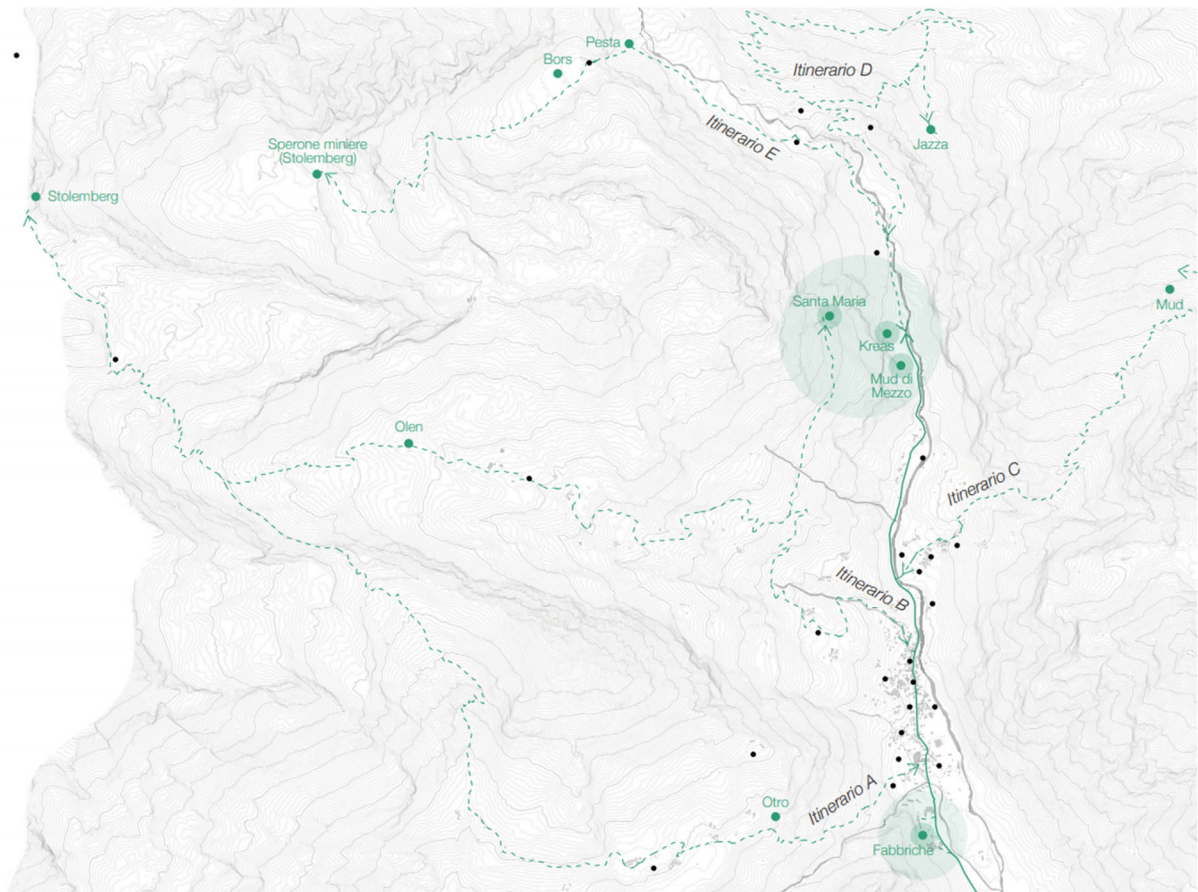 Pesta
Bors
Itinerario D
Itinerario E
Jazza
Sperone miniere
(Stolemberg)
Stolemberg
Santa Maria
Mud
Kreas
Mud di
Mezzo
Olen
Itinerario C
Itinerario B
Otro
Itinerario A
Fabbriche